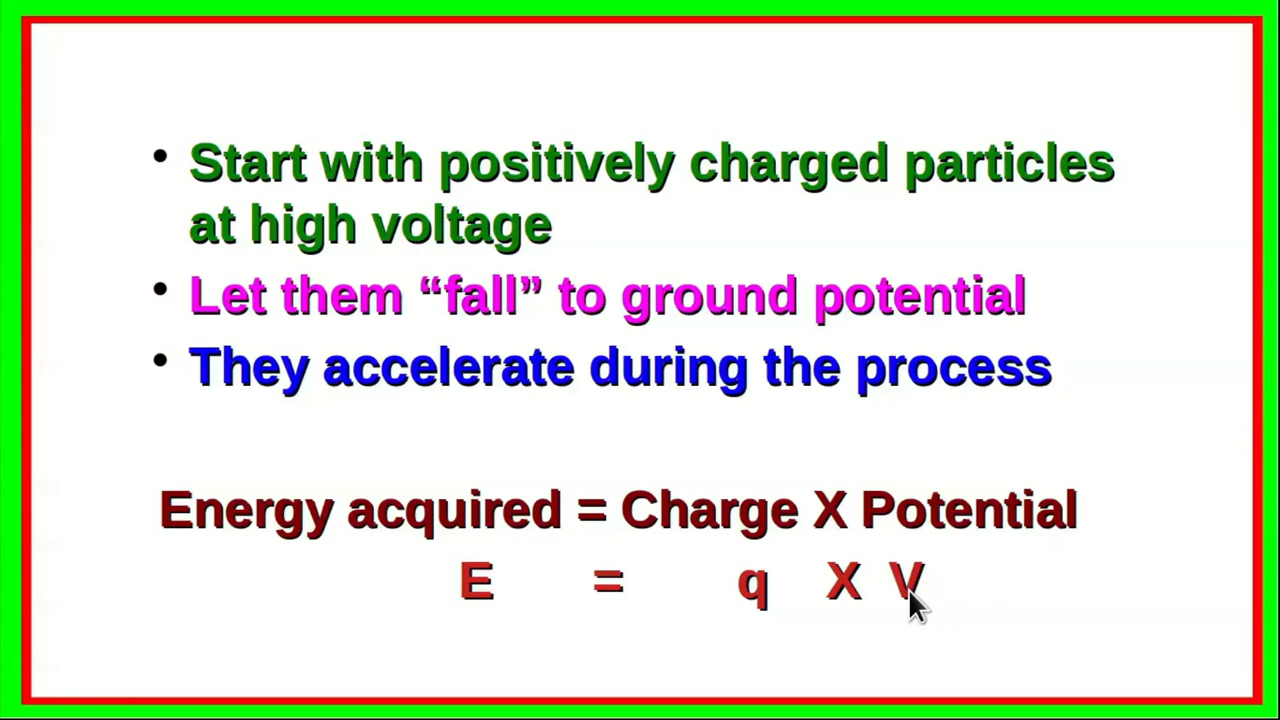 • Start with positively charged particles
at high voltage
• Let them “fall” to ground potential
• They accelerate during the process
Energy acquired = Charge X Potential
E = q X V